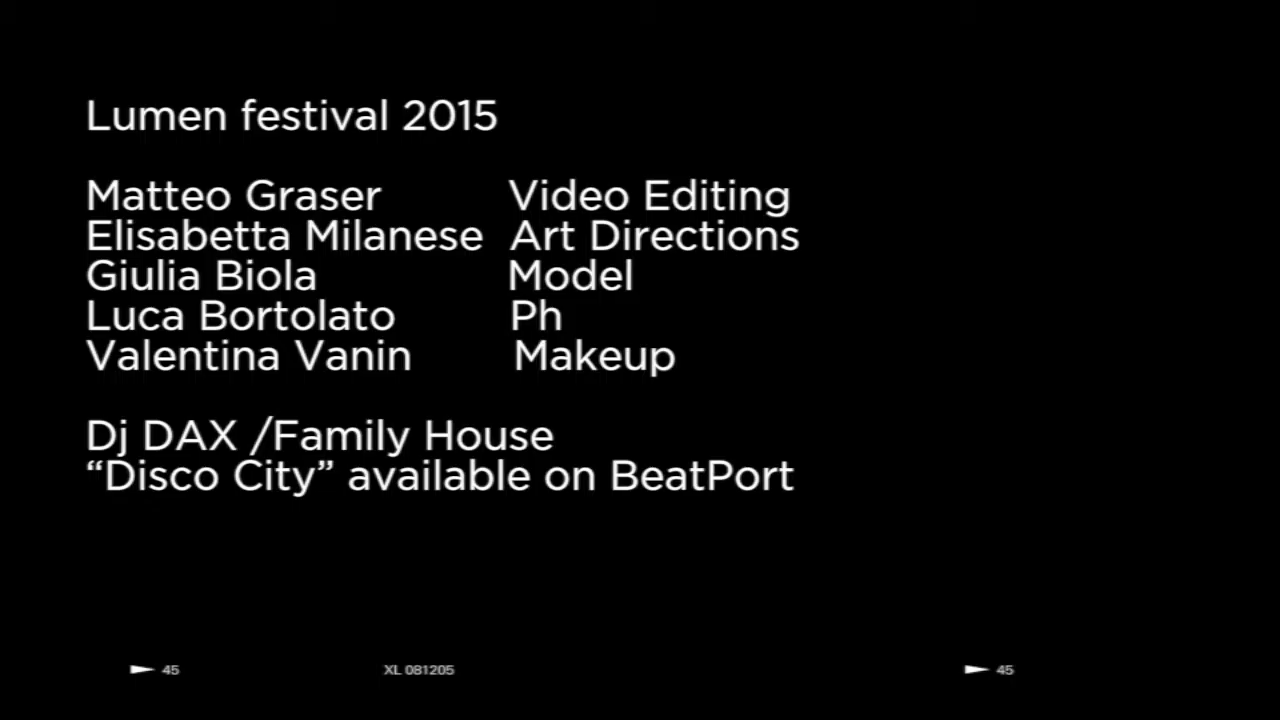 Lumen festival 2015
Matteo Graser Video Editing
Elisabetta Milanese Art Directions
Giulia Biola Model
Luca Bortolato Ph
Valentina Vanin Makeup
Dj DAX /Family House
“Disco City” available on BeatPort
45 XL 081205 45